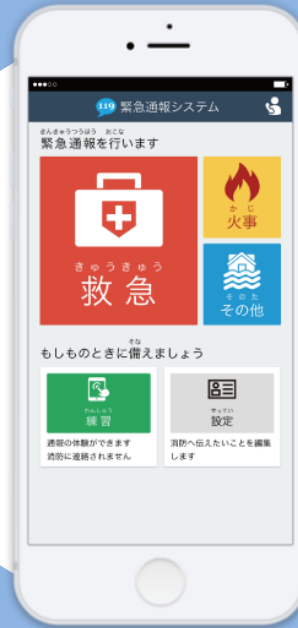 119 緊急通報システム
きんきゅうつうほう おこな
緊急通報を行います
かじ
火事
きゅうきゅう
救急
そのた
その他
そな
もしものときに備えましょう
れんしゅう
練習
せってい
設定
通報の体験ができます
消防に連絡されません
消防へ伝えたいことを編集
します